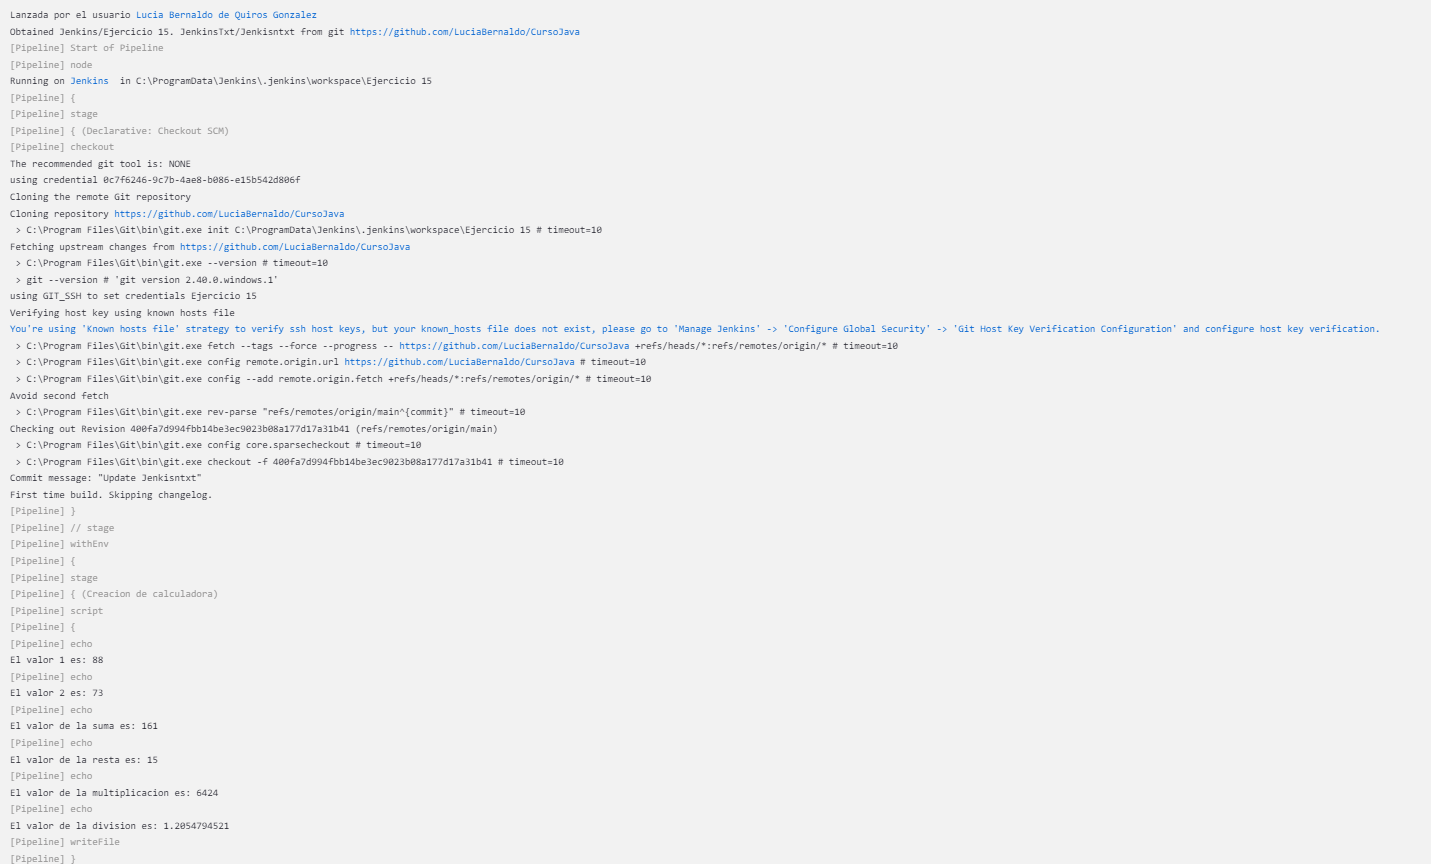 Lanzada por el usuario Lucia Bernaldo de Quiros Gonzalez
Obtained Jenkins/Ejercicio 15. JenkinsTxt/Jenkisntxt from git https://github.com/LuciaBernaldo/CursoJava
[Pipeline] Start of Pipeline
[Pipeline] node
Running on Jenkins  in C:\ProgramData\Jenkins\.jenkins\workspace\Ejercicio 15
[Pipeline] {
[Pipeline] stage
[Pipeline] { (Declarative: Checkout SCM)
[Pipeline] checkout
The recommended git tool is: NONE
using credential 0c7f6246-9c7b-4ae8-b086-e15b542d806f
Cloning the remote Git repository
Cloning repository https://github.com/LuciaBernaldo/CursoJava
 > C:\Program Files\Git\bin\git.exe init C:\ProgramData\Jenkins\.jenkins\workspace\Ejercicio 15 # timeout=10
Fetching upstream changes from https://github.com/LuciaBernaldo/CursoJava
 > C:\Program Files\Git\bin\git.exe --version # timeout=10
 > git --version # 'git version 2.40.0.windows.1'
using GIT_SSH to set credentials Ejercicio 15
Verifying host key using known hosts file
You're using 'Known hosts file' strategy to verify ssh host keys, but your known_hosts file does not exist, please go to 'Manage Jenkins' -> 'Configure Global Security' -> 'Git Host Key Verification Configuration' and configure host key verification.
 > C:\Program Files\Git\bin\git.exe fetch --tags --force --progress -- https://github.com/LuciaBernaldo/CursoJava +refs/heads/*:refs/remotes/origin/* # timeout=10
 > C:\Program Files\Git\bin\git.exe config remote.origin.url https://github.com/LuciaBernaldo/CursoJava # timeout=10
 > C:\Program Files\Git\bin\git.exe config --add remote.origin.fetch +refs/heads/*:refs/remotes/origin/* # timeout=10
Avoid second fetch
 > C:\Program Files\Git\bin\git.exe rev-parse "refs/remotes/origin/main^{commit}" # timeout=10
Checking out Revision 400fa7d994fbb14be3ec9023b08a177d17a31b41 (refs/remotes/origin/main)
 > C:\Program Files\Git\bin\git.exe config core.sparsecheckout # timeout=10
 > C:\Program Files\Git\bin\git.exe checkout -f 400fa7d994fbb14be3ec9023b08a177d17a31b41 # timeout=10
Commit message: "Update Jenkisntxt"
First time build. Skipping changelog.
[Pipeline] }
[Pipeline] // stage
[Pipeline] withEnv
[Pipeline] {
[Pipeline] stage
[Pipeline] { (Creacion de calculadora)
[Pipeline] script
[Pipeline] {
[Pipeline] echo
El valor 1 es: 88
[Pipeline] echo
El valor 2 es: 73
[Pipeline] echo
El valor de la suma es: 161
[Pipeline] echo
El valor de la resta es: 15
[Pipeline] echo
El valor de la multiplicacion es: 6424
[Pipeline] echo
El valor de la division es: 1.2054794521
[Pipeline] writeFile
[Pipeline] }